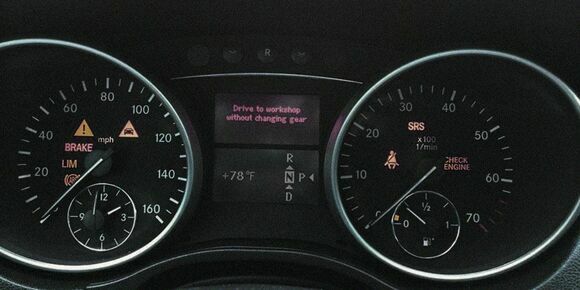 R
20
40
60
80
100
120
140
160
mph
BRAKE
LIM
12
3
6
9
Drive to workshop
without changing gear
+78°F
R
N P
D
10
20
30
40
50
60
70
SRS
x100
1/min
CHECK
ENGINE
0
1/2
1